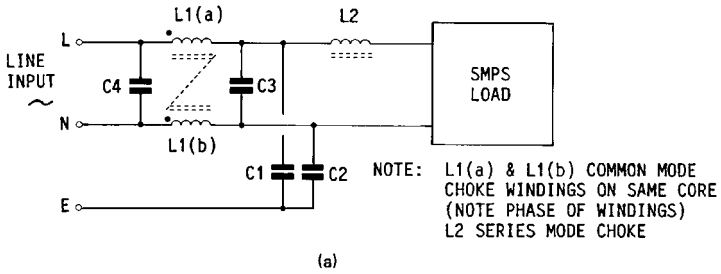 L1(a)
L2
L
LINE
INPUT
~
C4
C3
SMPS
LOAD
N
L1(b)
C1
C2
E
NOTE: L1(a) & L1(b) COMMON MODE
CHOKE WINDINGS ON SAME CORE
(NOTE PHASE OF WINDINGS)
L2 SERIES MODE CHOKE
(a)